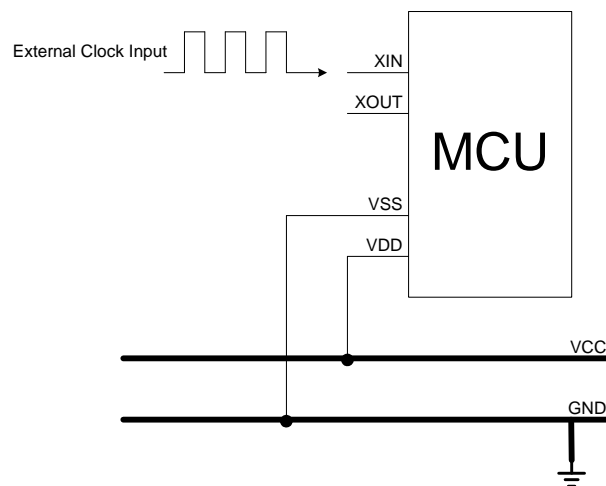 External Clock Input
XIN
XOUT
MCU
VSS
VDD
VCC
GND